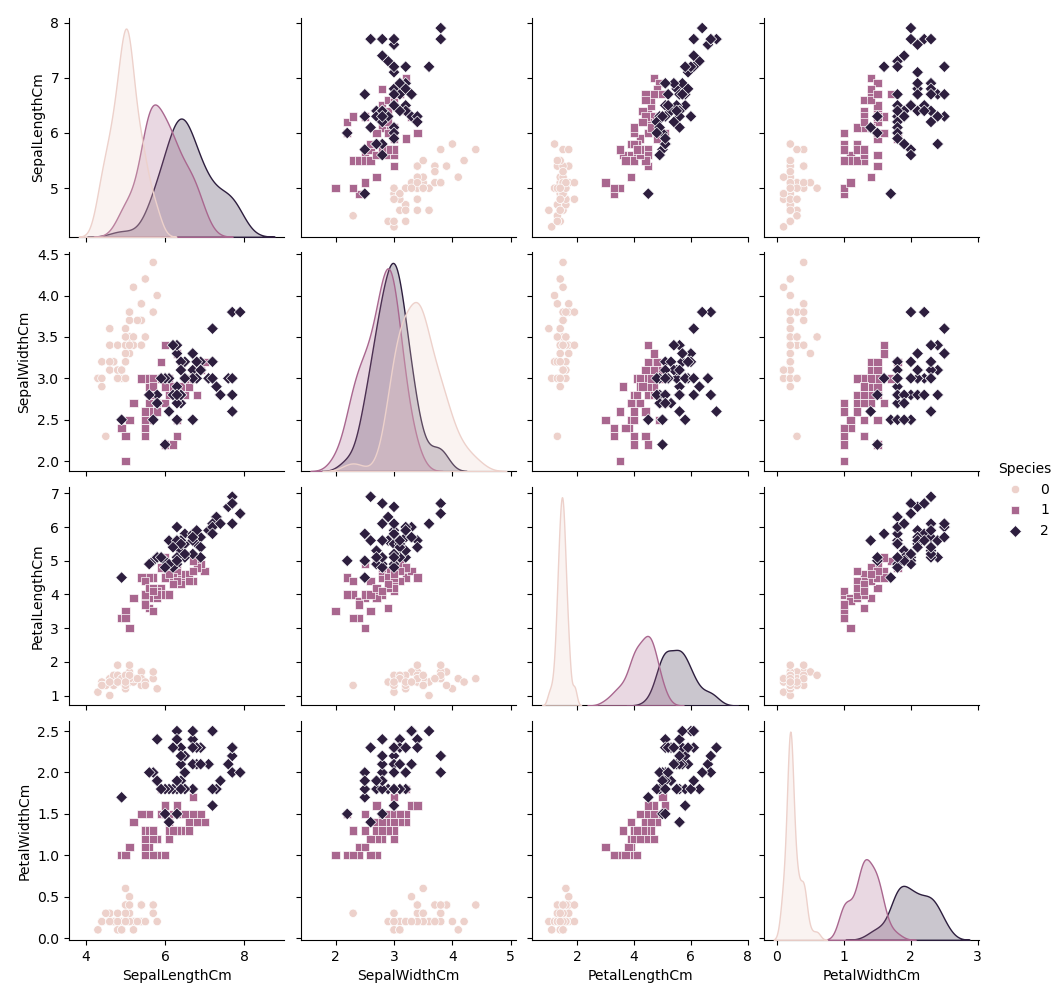 8
7
6
5
SepalLengthCm
4.5
4.0
3.5
3.0
2.5
2.0
SepalWidthCm
Species
0
1
2
7
6
5
4
3
2
1
PetalLengthCm
2.5
2.0
1.5
1.0
0.5
0.0
PetalWidthCm
4 6 8
2 3 4 5
2 4 6 8
0 1 2 3
SepalLengthCm
SepalWidthCm
PetalLengthCm
PetalWidthCm